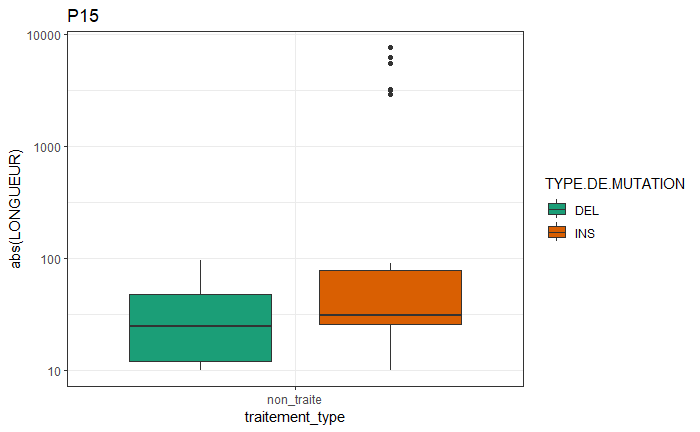 P15
10000
1000
100
10
abs(LONGUEUR)
non_traite
traitement_type
TYPE.DE.MUTATION
DEL
INS